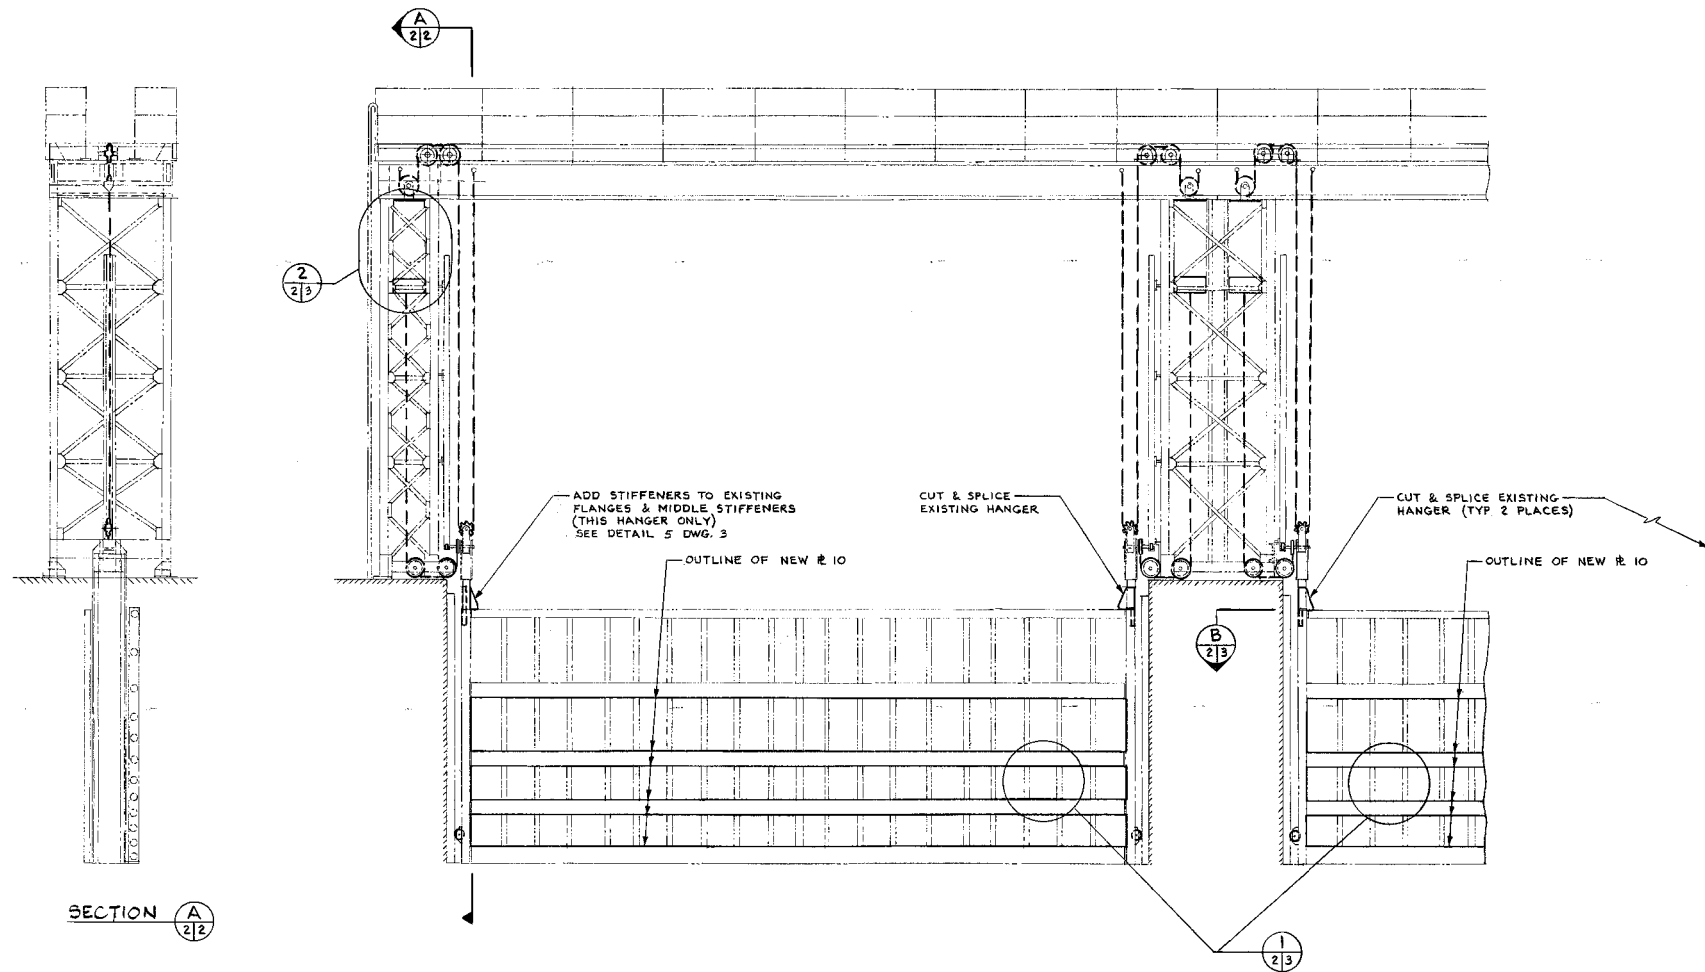 A
2|2
2
2|3
ADD STIFFENERS TO EXISTING
FLANGES & MIDDLE STIFFENERS
(THIS HANGER ONLY)
SEE DETAIL 5 DWG. 3
CUT & SPLICE
EXISTING HANGER
CUT & SPLICE EXISTING
HANGER (TYP. 2 PLACES)
OUTLINE OF NEW ℄ 10
OUTLINE OF NEW ℄ 10
B
2|3
SECTION A
2|2
1
2|3